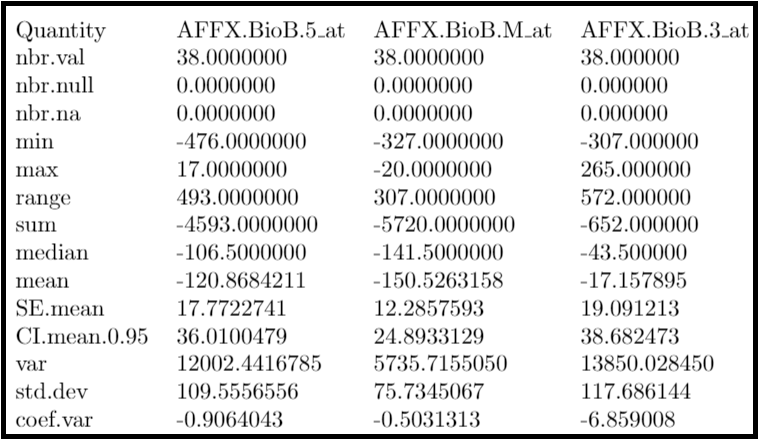 Quantity AFFX.BioB.5_at AFFX.BioB.M_at AFFX.BioB.3_at
nbr.val 38.0000000 38.0000000 38.000000
nbr.null 0.0000000 0.0000000 0.000000
nbr.na 0.0000000 0.0000000 0.000000
min -476.0000000 -327.0000000 -307.000000
max 17.0000000 -20.0000000 265.000000
range 493.0000000 307.0000000 572.000000
sum -4593.0000000 -5720.0000000 -652.000000
median -106.5000000 -141.5000000 -43.500000
mean -120.8684211 -150.5263158 -17.157895
SE.mean 17.7722741 12.2857593 19.091213
CI.mean.0.95 36.0100479 24.8933129 38.682473
var 12002.4416785 5735.7155050 13850.028450
std.dev 109.5556556 75.7345067 117.686144
coef.var -0.9064043 -0.5031313 -6.859008